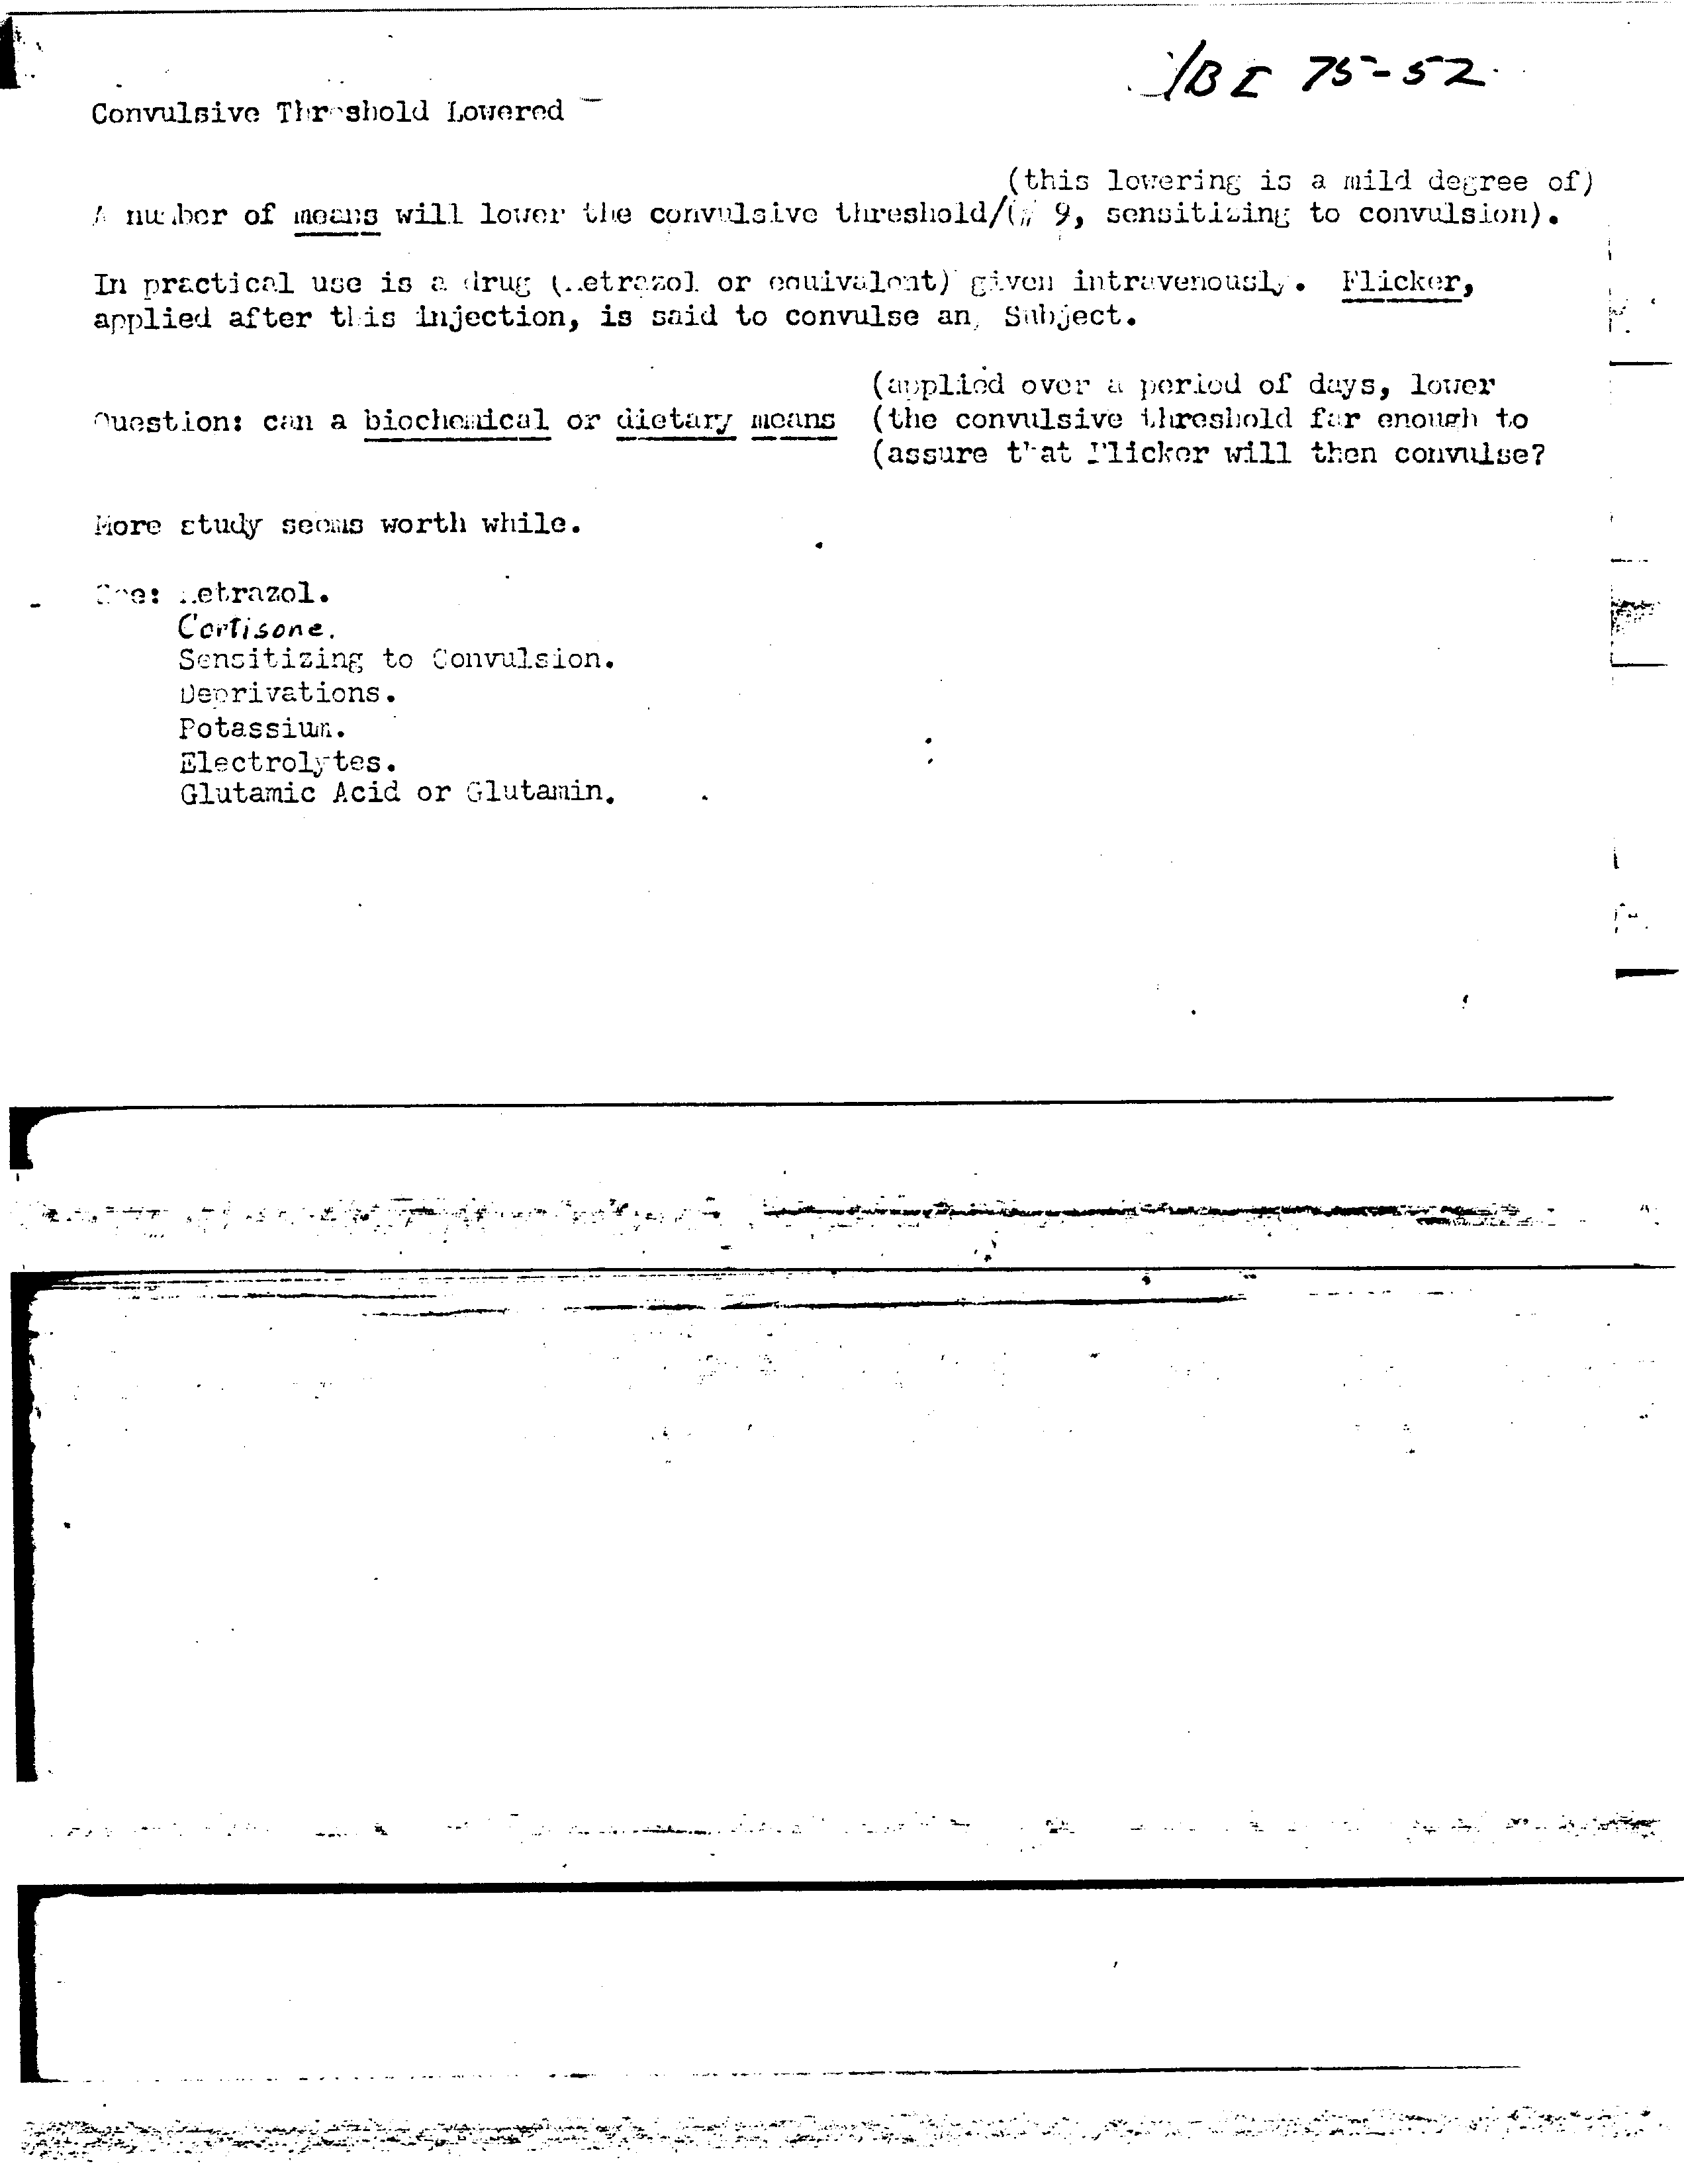 IBI 75-52
Convulsive Threshold Lowered -
(this lowering is a mild degree of)
A number of means will lower the convulsive threshold/(# 9, sensitizing to convulsion).
In practical use is a drug (Metrazol or equivalent) given intravenously. Flicker,
applied after this injection, is said to convulse any Subject.
(applied over a period of days, lower
Question: can a biochemical or dietary means (the convulsive threshold far enough to
(assure that Flicker will then convulse?
More study seems worth while.
See: Metrazol.
Cortisone.
Sensitizing to Convulsion.
Deprivations.
Potassium.
Electrolytes.
Glutamic Acid or Glutamin.